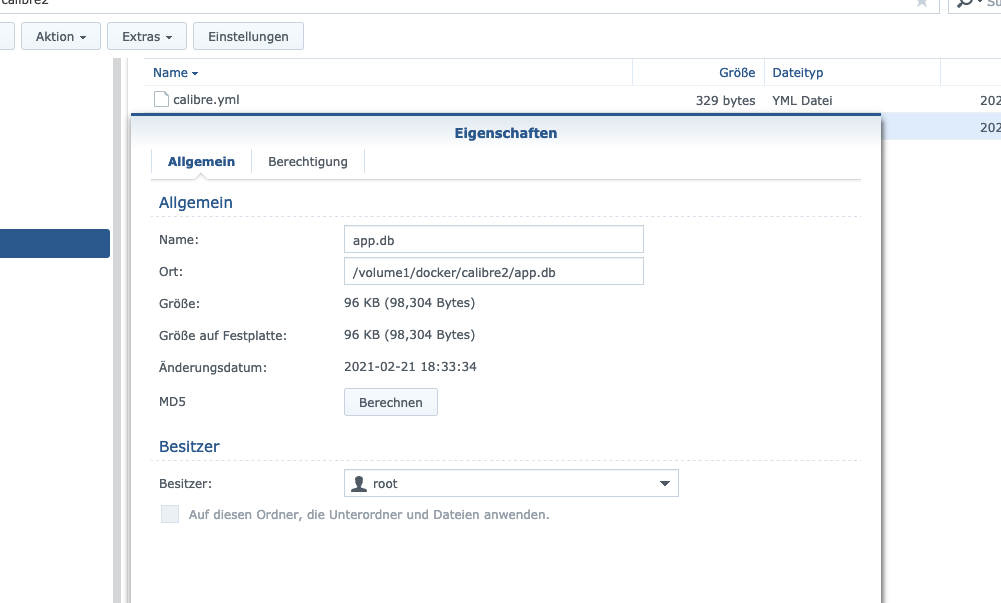 calibre2
Aktion Extras Einstellungen
Name Größe Dateityp
calibre.yml 329 bytes YML Datei 202
202
Eigenschaften
Allgemein Berechtigung
Allgemein
Name: app.db
Ort: /volume1/docker/calibre2/app.db
Größe: 96 KB (98,304 Bytes)
Größe auf Festplatte: 96 KB (98,304 Bytes)
Änderungsdatum: 2021-02-21 18:33:34
MD5 Berechnen
Besitzer
Besitzer: root
Auf diesen Ordner, die Unterordner und Dateien anwenden.